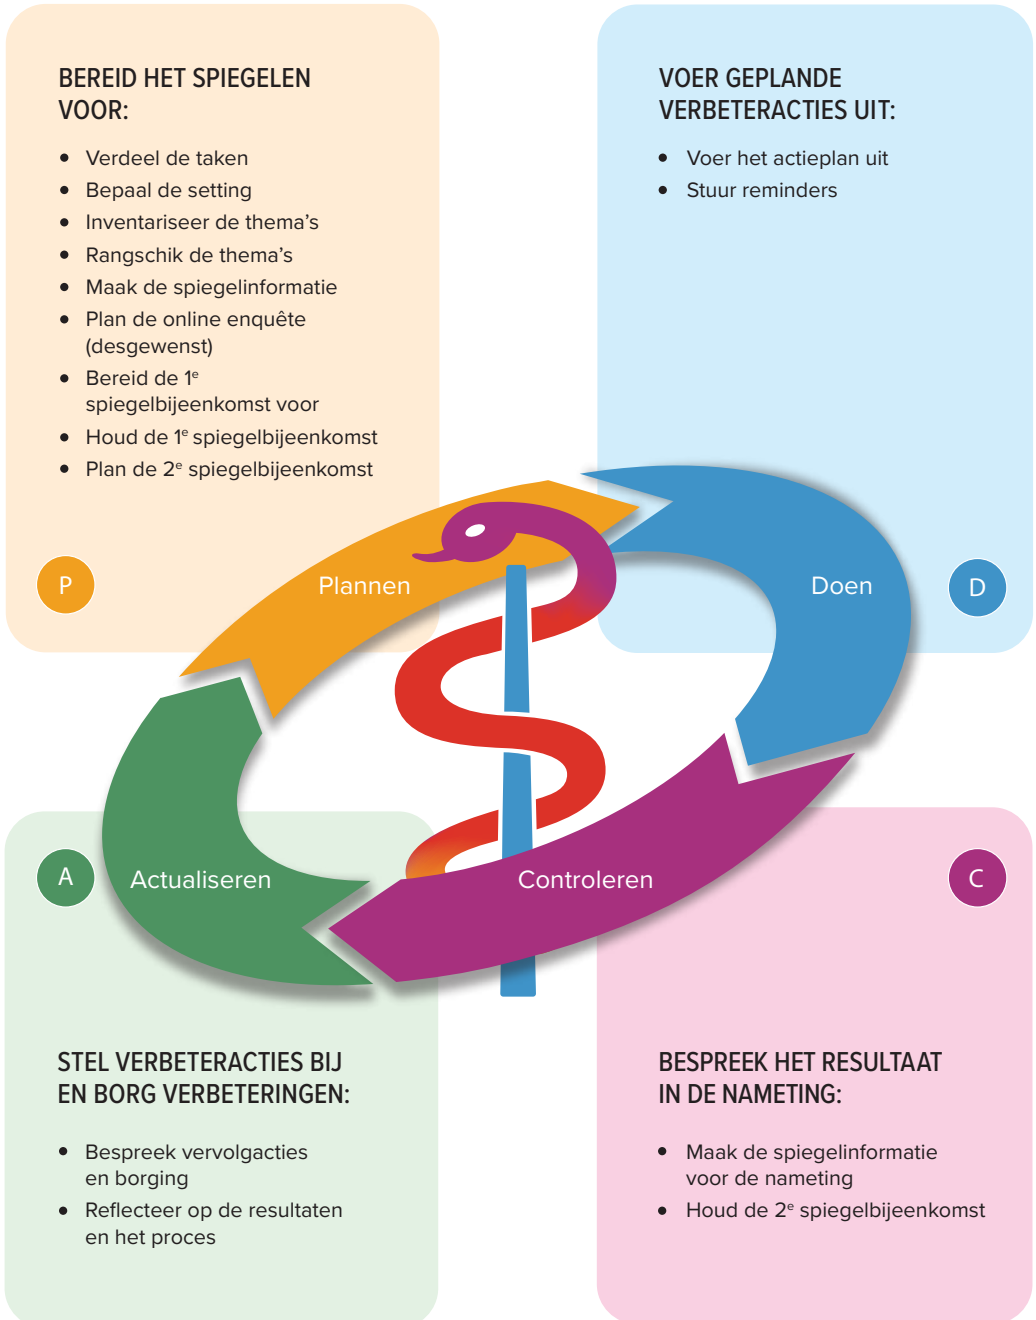 BEREID HET SPIEGELEN
VOOR:
• Verdeel de taken
• Bepaal de setting
• Inventariseer de thema’s
• Rangschik de thema’s
• Maak de spiegelinformatie
• Plan de online enquête
(desgewenst)
• Bereid de 1e
spiegelbijeenkomst voor
• Houd de 1e spiegelbijeenkomst
• Plan de 2e spiegelbijeenkomst
P
Plannen
VOER GEPLANDE
VERBETERACTIES UIT:
• Voer het actieplan uit
• Stuur reminders
Doen
D
A
Actualiseren
STEL VERBETERACTIES BIJ
EN BORG VERBETERINGEN:
• Bespreek vervolgacties
en borging
• Reflecteer op de resultaten
en het proces
Controleren
C
BESPREEK HET RESULTAAT
IN DE NAMETING:
• Maak de spiegelinformatie
voor de nameting
• Houd de 2e spiegelbijeenkomst